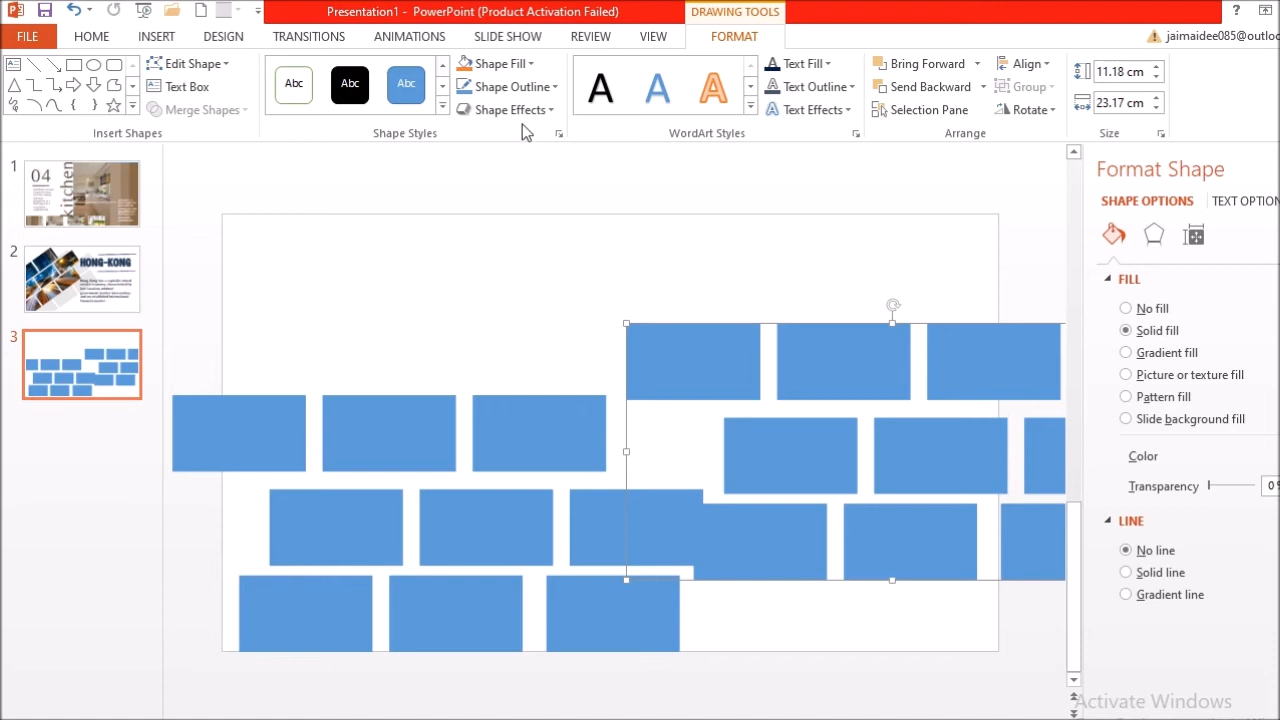 Presentation1 - PowerPoint (Product Activation Failed)
DRAWING TOOLS
?
FILE
HOME
INSERT
DESIGN
TRANSITIONS
ANIMATIONS
SLIDE SHOW
REVIEW
VIEW
FORMAT
jaimaidee085@outloo
Edit Shape
Text Box
Merge Shapes
Insert Shapes
Abc
Abc
Abc
Shape Fill
Shape Outline
Shape Effects
Shape Styles
A
A
A
WordArt Styles
Text Fill
Text Outline
Text Effects
Bring Forward
Send Backward
Selection Pane
Align
Group
Rotate
Arrange
11.18 cm
23.17 cm
Size
1
04
kitchen
2
HONG-KONG
3
Format Shape
SHAPE OPTIONS
TEXT OPTION
FILL
No fill
Solid fill
Gradient fill
Picture or texture fill
Pattern fill
Slide background fill
Color
Transparency
0%
LINE
No line
Solid line
Gradient line
Activate Windows